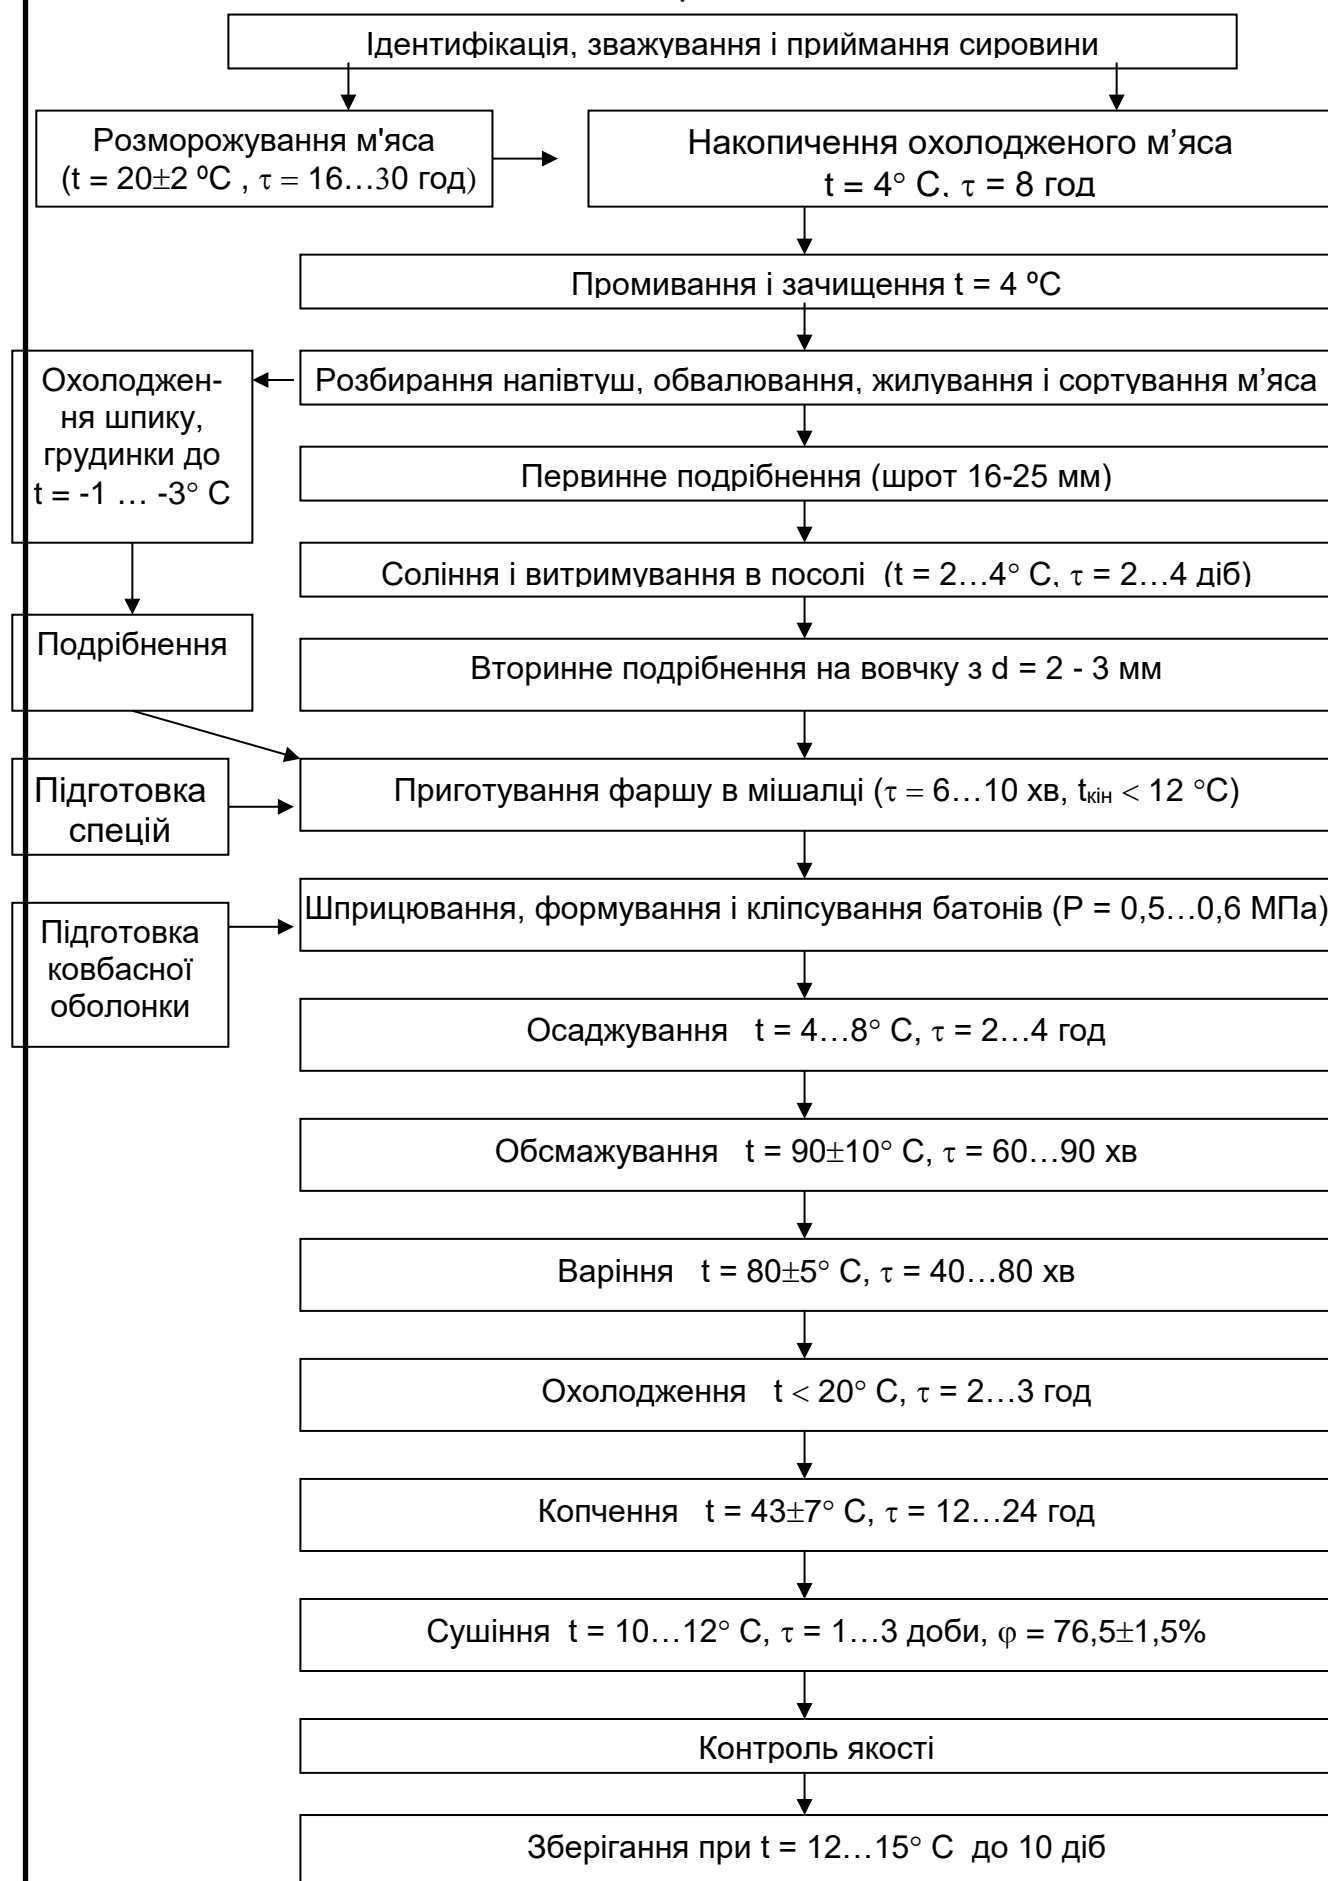 Ідентифікація, зважування і приймання сировини
Розморожування м'яса
(t = 20±2 ºС , τ = 16…30 год)
Накопичення охолодженого м’яса
t = 4° С, τ = 8 год
Промивання і зачищення t = 4 ºС
Охолоджен-
ня шпику,
грудинки до
t = -1 … -3° С
Розбирання напівтуш, обвалювання, жилування і сортування м’яса
Первинне подрібнення (шрот 16-25 мм)
Соління і витримування в посолі (t = 2…4° С, τ = 2…4 діб)
Подрібнення
Вторинне подрібнення на вовчку з d = 2 - 3 мм
Підготовка
спецій
Приготування фаршу в мішалці (τ = 6…10 хв, tкін < 12 °С)
Шприцювання, формування і кліпсування батонів (Р = 0,5…0,6 МПа)
Підготовка
ковбасної
оболонки
Осаджування t = 4…8° С, τ = 2…4 год
Обсмажування t = 90±10° С, τ = 60…90 хв
Варіння t = 80±5° С, τ = 40…80 хв
Охолодження t < 20° С, τ = 2…3 год
Копчення t = 43±7° С, τ = 12…24 год
Сушіння t = 10…12° С, τ = 1…3 доби, φ = 76,5±1,5%
Контроль якості
Зберігання при t = 12…15° С до 10 діб